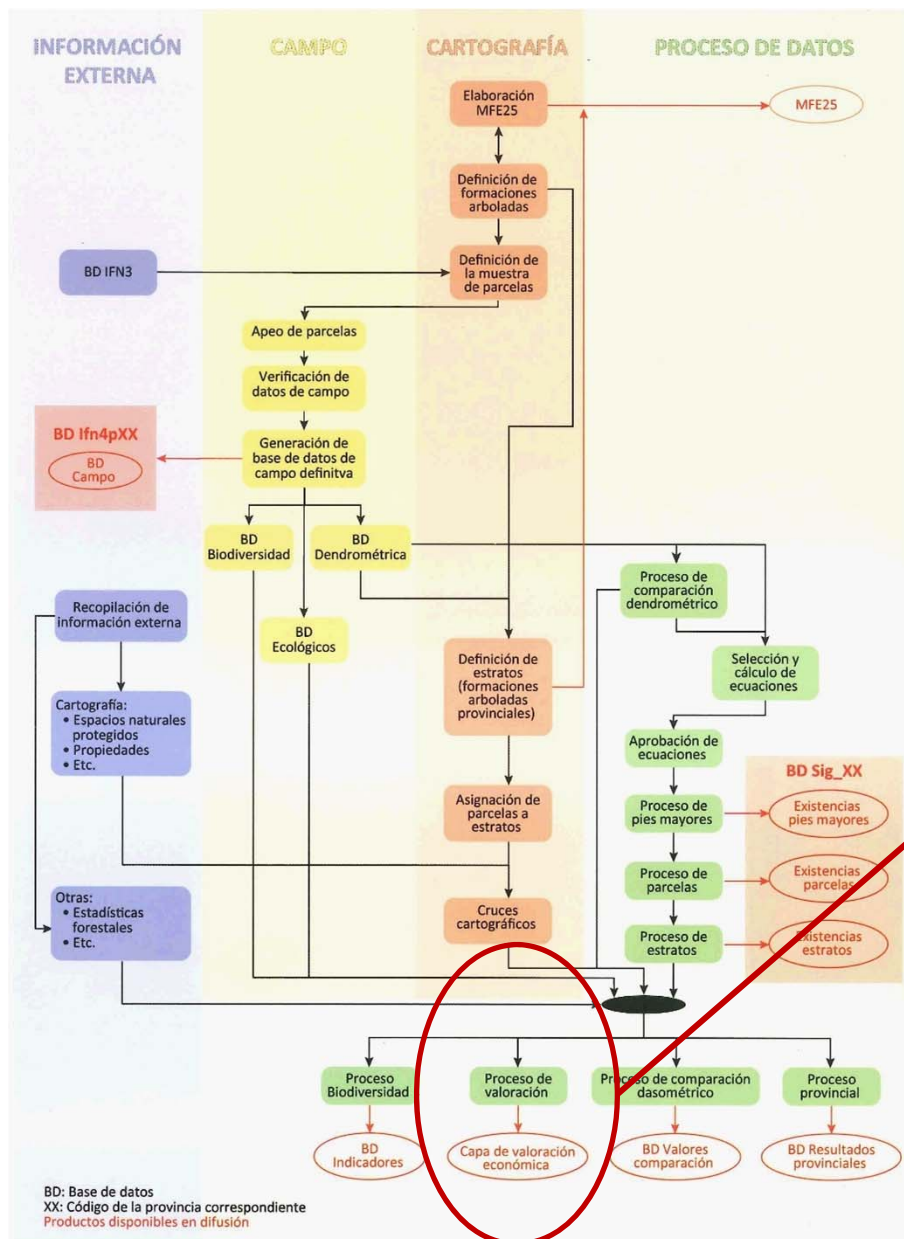 INFORMACIÓN
EXTERNA
CAMPO
CARTOGRAFÍA
PROCESO DE DATOS
Elaboración
MFE25
MFE25
Definición de
formaciones
arboladas
BD IFN3
Definición de
la muestra
de parcelas
Apeo de parcelas
Verificación de
datos de campo
BD Ifn4pXX
BD
Campo
Generación de
base de datos de
campo definitva
BD
Biodiversidad
BD
Dendrométrica
Proceso de
comparación
dendrométrico
Recopilación de
información externa
BD
Ecológicos
Definición de
estratos
(formaciones
arboladas
provinciales)
Selección y
cálculo de
ecuaciones
Cartografía:
• Espacios naturales
protegidos
• Propiedades
• Etc.
Aprobación de
ecuaciones
BD Sig_XX
Asignación de
parcelas a
estratos
Proceso de
pies mayores
Existencias
pies mayores
Proceso de
parcelas
Existencias
parcelas
Otras:
• Estadísticas
forestales
• Etc.
Cruces
cartográficos
Proceso de
estratos
Existencias
estratos
Proceso
Biodiversidad
Proceso de
valoración
Proceso de comparación
dasométrico
Proceso
provincial
BD
Indicadores
Capa de valoración
económica
BD Valores
comparación
BD Resultados
provinciales
BD: Base de datos
XX: Código de la provincia correspondiente
Productos disponibles en difusión